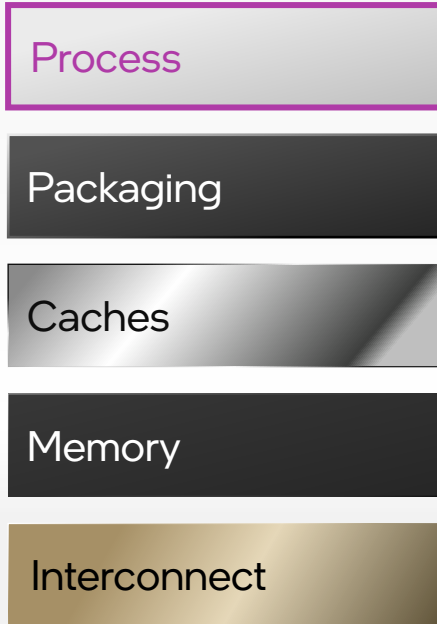 Process
Packaging
Caches
Memory
Interconnect